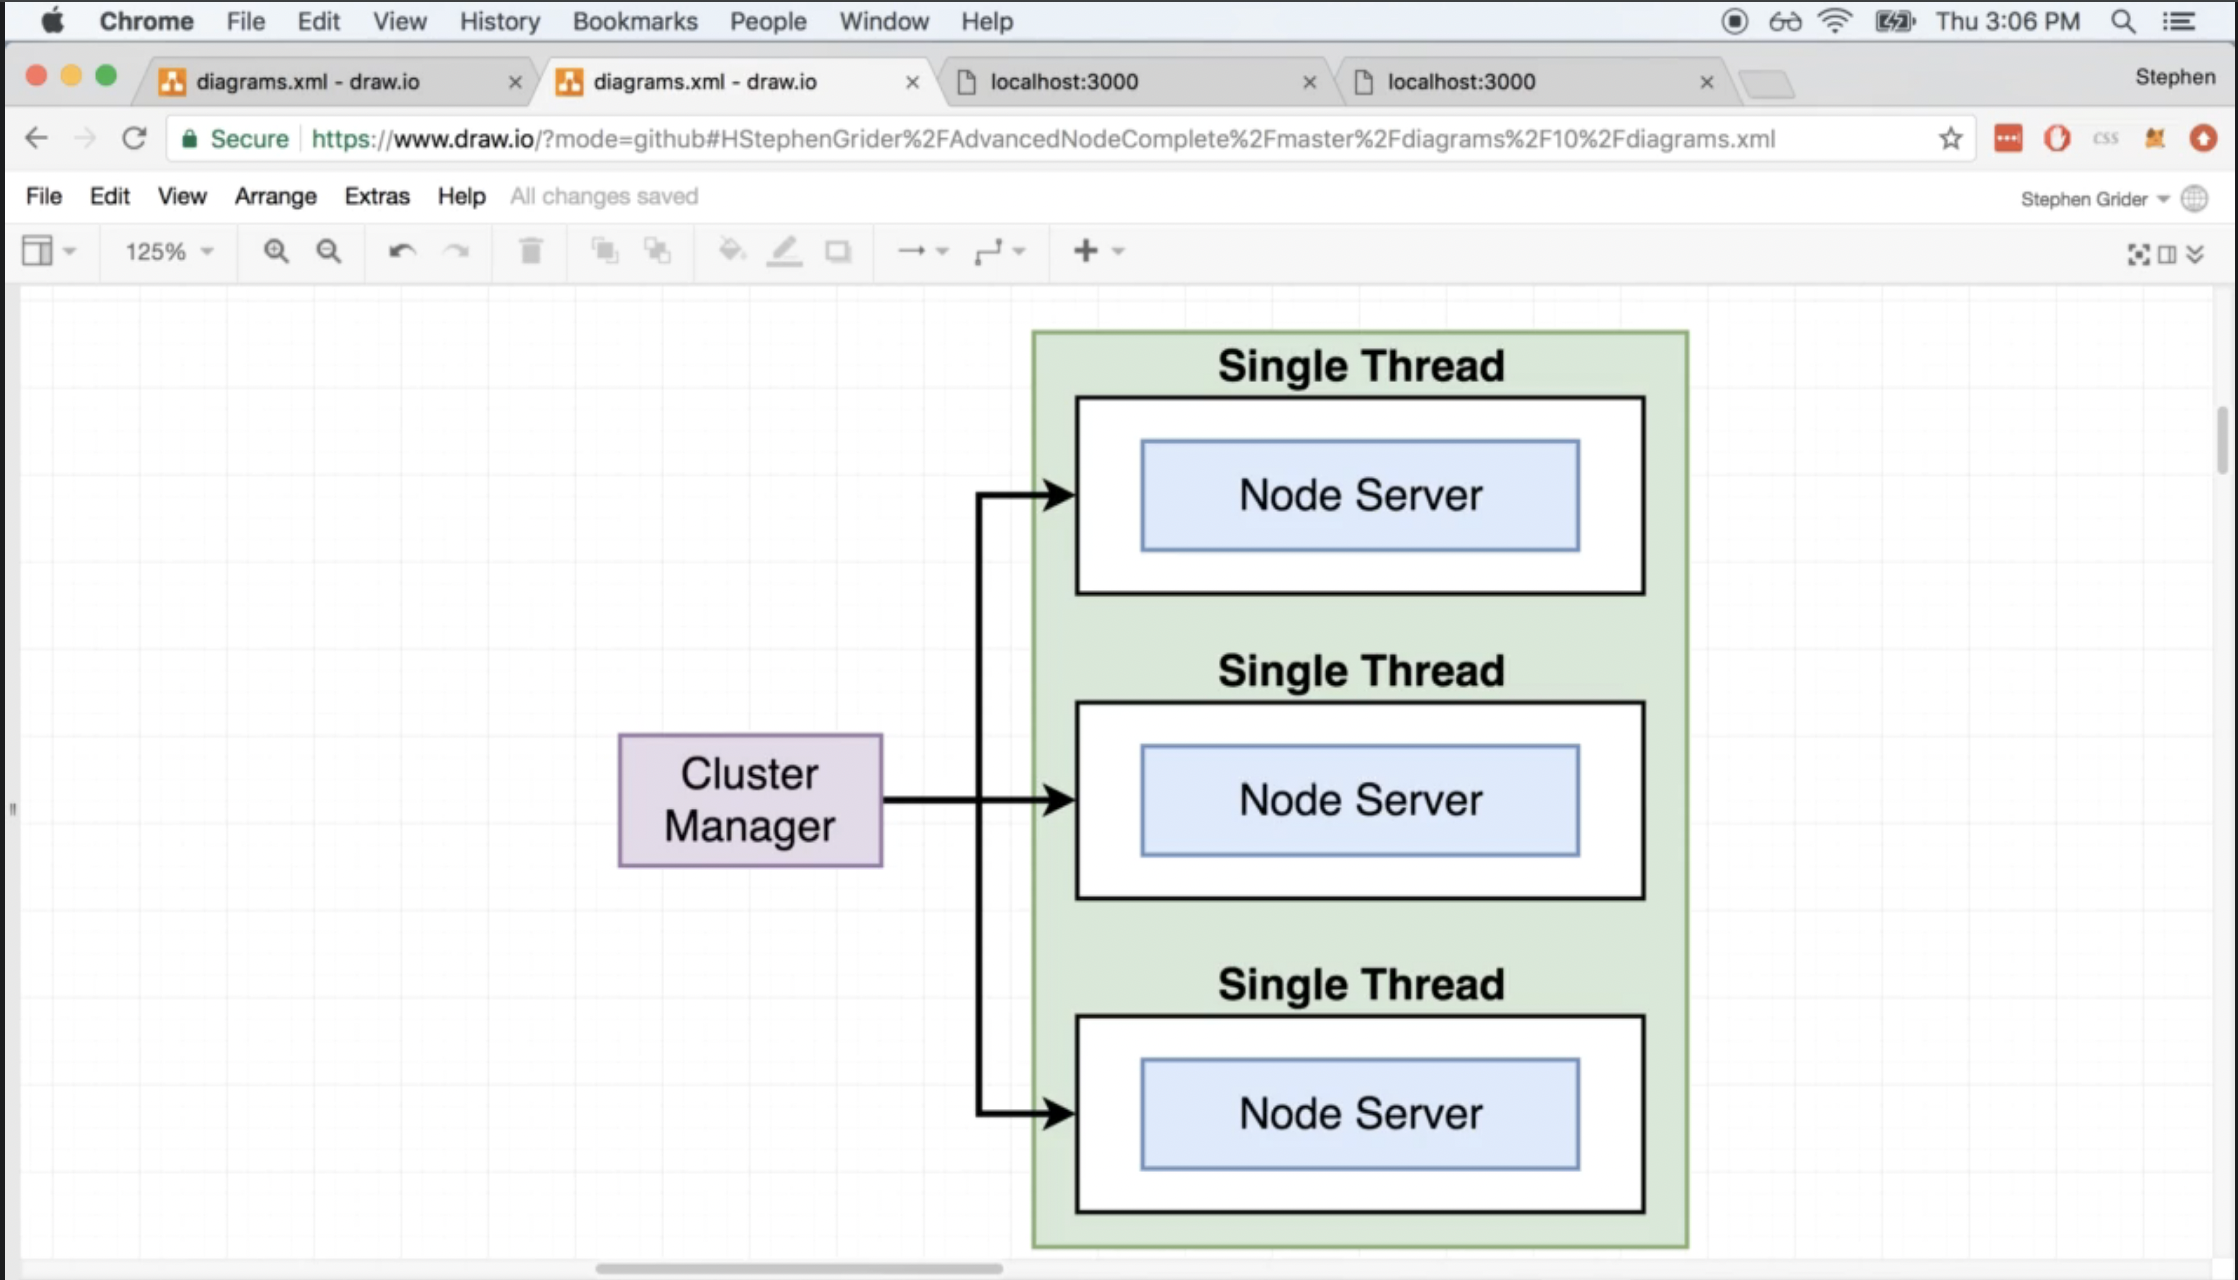 Chrome File Edit View History Bookmarks People Window Help Thu 3:06 PM
diagrams.xml - draw.io diagrams.xml - draw.io localhost:3000 localhost:3000 Stephen
Secure https://www.draw.io/?mode=github#HStephenGrider%2FAdvancedNodeComplete%2Fmaster%2Fdiagrams%2F10%2Fdiagrams.xml css
File Edit View Arrange Extras Help All changes saved Stephen Grider
125%
Single Thread
Node Server
Single Thread
Cluster
Manager
Node Server
Single Thread
Node Server